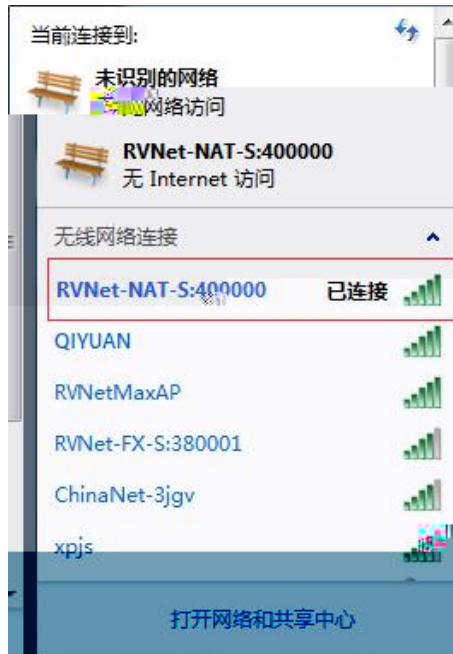 当前连接到:
未识别的网络
网络访问
RVNet-NAT-S:400000
无 Internet 访问
无线网络连接
RVNet-NAT-S:400000 已连接
QIYUAN
RVNetMaxAP
RVNet-FX-S:380001
ChinaNet-3jgv
xpjs
打开网络和共享中心